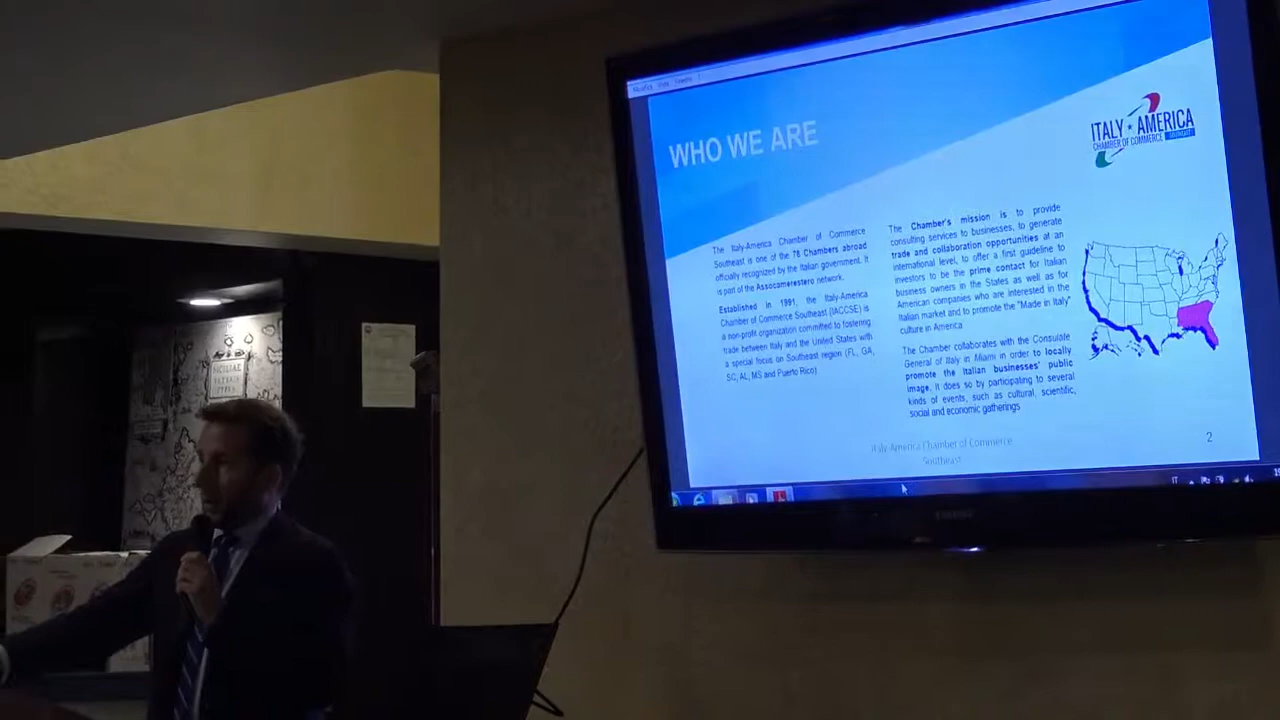 WHO WE ARE
ITALY AMERICA
CHAMBER OF COMMERCE
SOUTHEAST
The Italy-America Chamber of Commerce
Southeast is one of the 78 Chambers abroad
officially recognized by the Italian government. It
is part of the Assocamerestero network.
Established in 1991, the Italy-America
Chamber of Commerce Southeast (IACCSE) is
a non-profit organization committed to fostering
trade between Italy and the United States with
a special focus on Southeast region (FL, GA,
SC, AL, MS and Puerto Rico)
The Chamber's mission is to provide
consulting services to businesses, to generate
trade and collaboration opportunities at an
international level, to offer a first guideline to
investors to be the prime contact for Italian
business owners in the States as well as for
American companies who are interested in the
Italian market and to promote the "Made in Italy"
culture in America
The Chamber collaborates with the Consulate
General of Italy in Miami in order to locally
promote the Italian businesses' public
image. It does so by participating to several
kinds of events, such as cultural, scientific,
social and economic gatherings
Italy-America Chamber of Commerce
Southeast
2
IT
SICILIAE